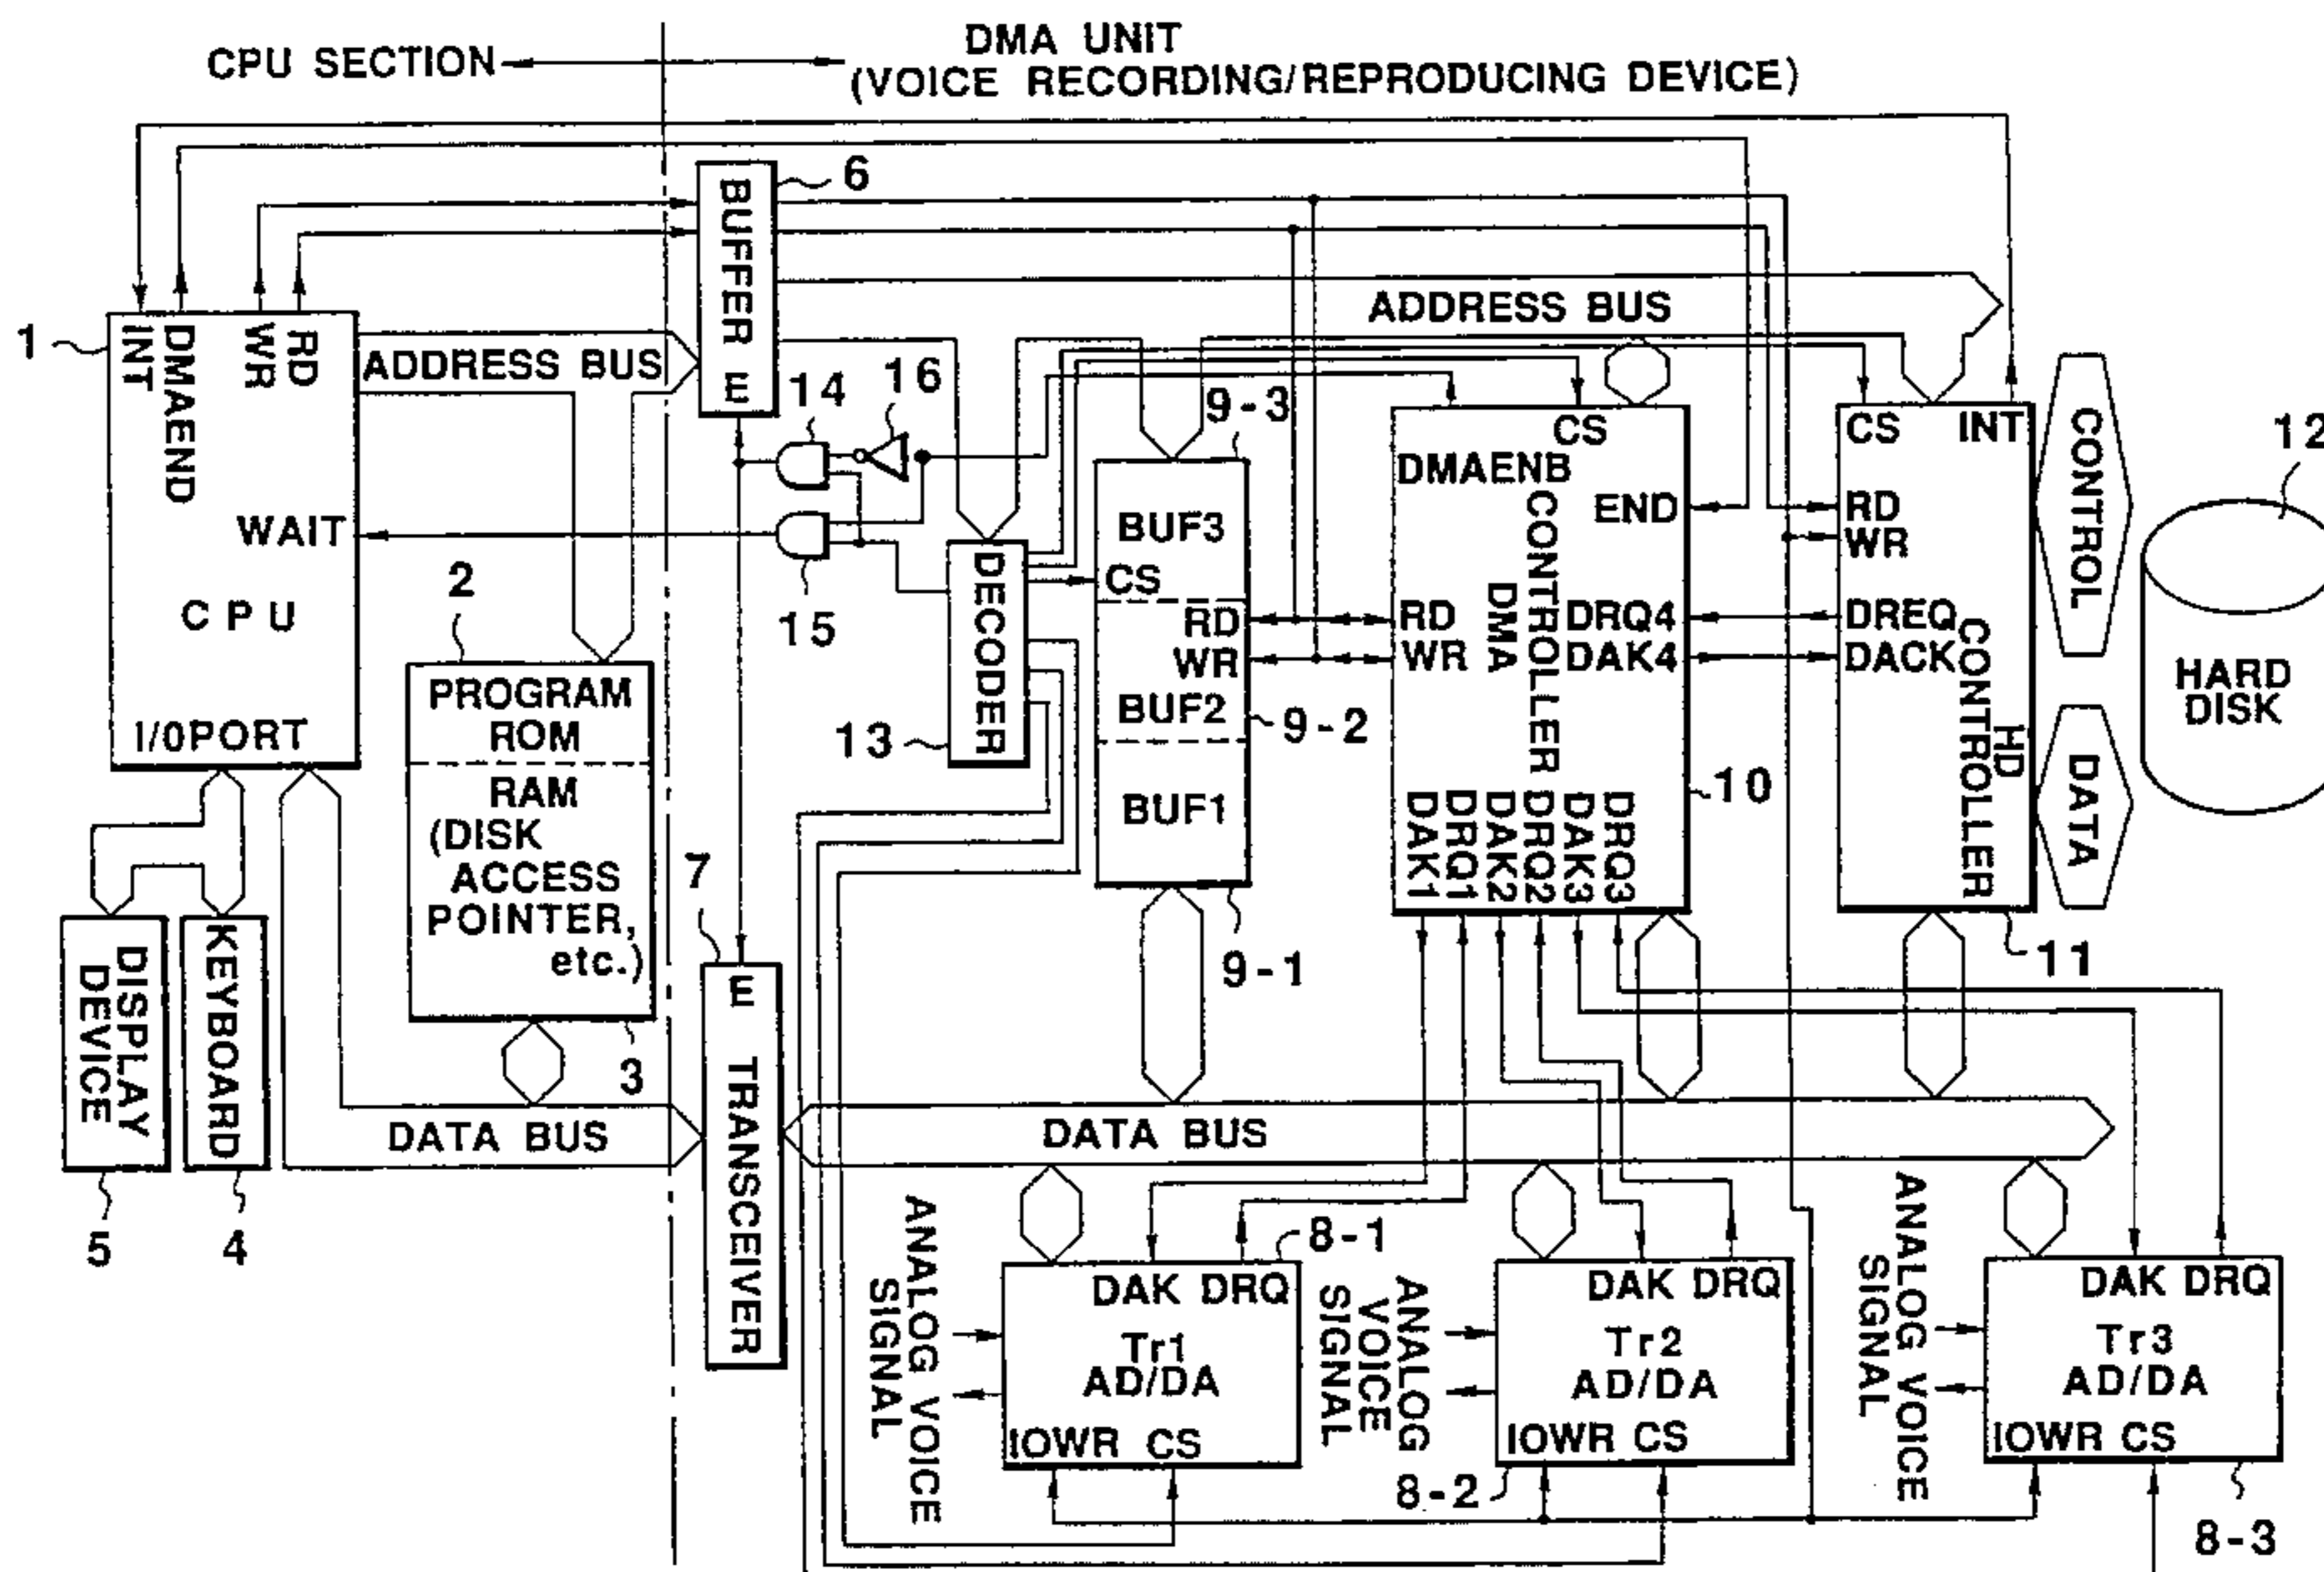 CPU SECTION
DMA UNIT
(VOICE RECORDING/REPRODUCING DEVICE)
1
INT
DMAEND
WR
RD
WAIT
CPU
I/0PORT
ADDRESS BUS
BUFFER
E
6
ADDRESS BUS
14
16
15
2
PROGRAM
ROM
RAM
(DISK
ACCESS
POINTER,
etc.)
3
DISPLAY
DEVICE
5
KEYBOARD
4
DATA BUS
7
E
TRANSCEIVER
DECODER
13
9-3
BUF3
CS
RD
WR
BUF2
9-2
BUF1
9-1
CS
DMAENB
END
RD
WR
DMA
CONTROLLER
DRQ4
DAK4
DAK1
DRQ1
DAK2
DRQ2
DAK3
DRQ3
10
CS
INT
RD
WR
DREQ
DACK
HD
CONTROLLER
11
CONTROL
DATA
12
HARD
DISK
DATA BUS
ANALOG VOICE
SIGNAL
8-1
DAK DRQ
Tr1
AD/DA
IOWR CS
ANALOG
VOICE
SIGNAL
DAK DRQ
Tr2
AD/DA
IOWR CS
8-2
ANALOG VOICE
SIGNAL
DAK DRQ
Tr3
AD/DA
IOWR CS
8-3